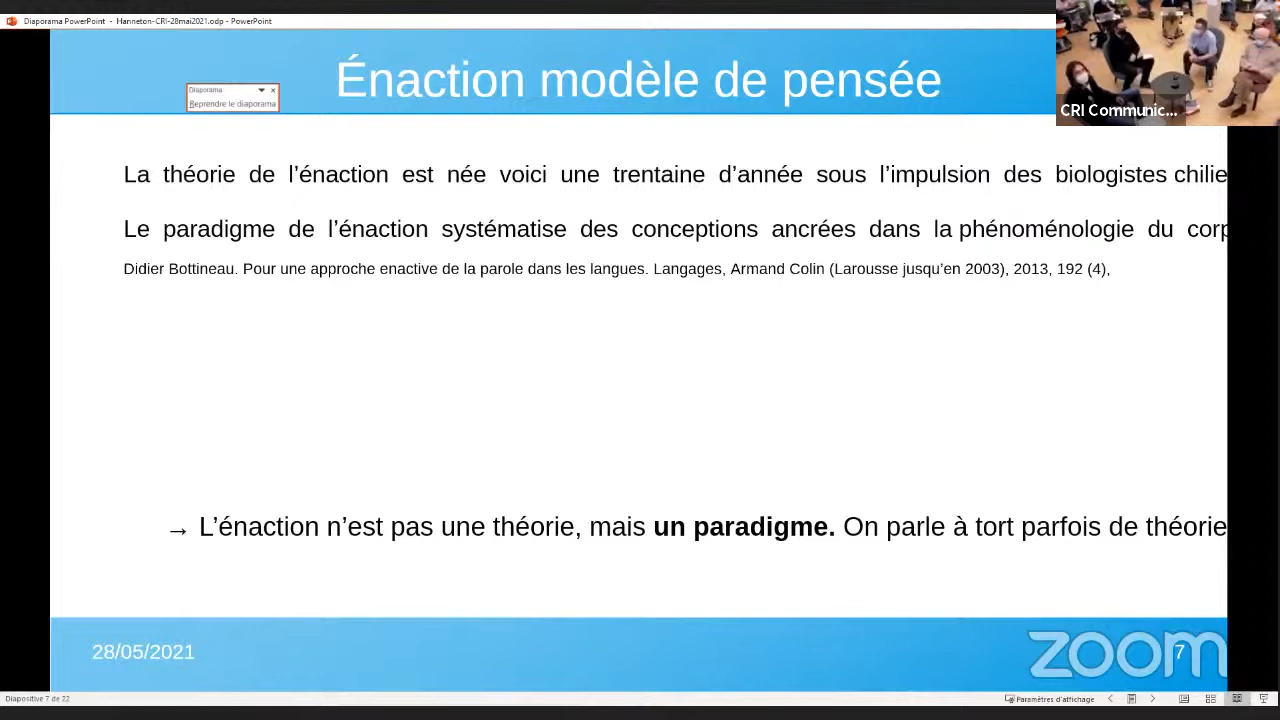 Diaporama PowerPoint - Hanneton-CRI-28mai2021.odp - PowerPoint
Énaction modèle de pensée
Diaporama
Reprendre le diaporama
CRI Communic...
La théorie de l’énaction est née voici une trentaine d’année sous l’impulsion des biologistes chilie
Le paradigme de l’énaction systématise des conceptions ancrées dans la phénoménologie du corp
Didier Bottineau. Pour une approche enactive de la parole dans les langues. Langages, Armand Colin (Larousse jusqu’en 2003), 2013, 192 (4),
→ L’énaction n’est pas une théorie, mais un paradigme. On parle à tort parfois de théorie
28/05/2021
zoom
7
Diapositive 7 de 22
Paramètres d'affichage